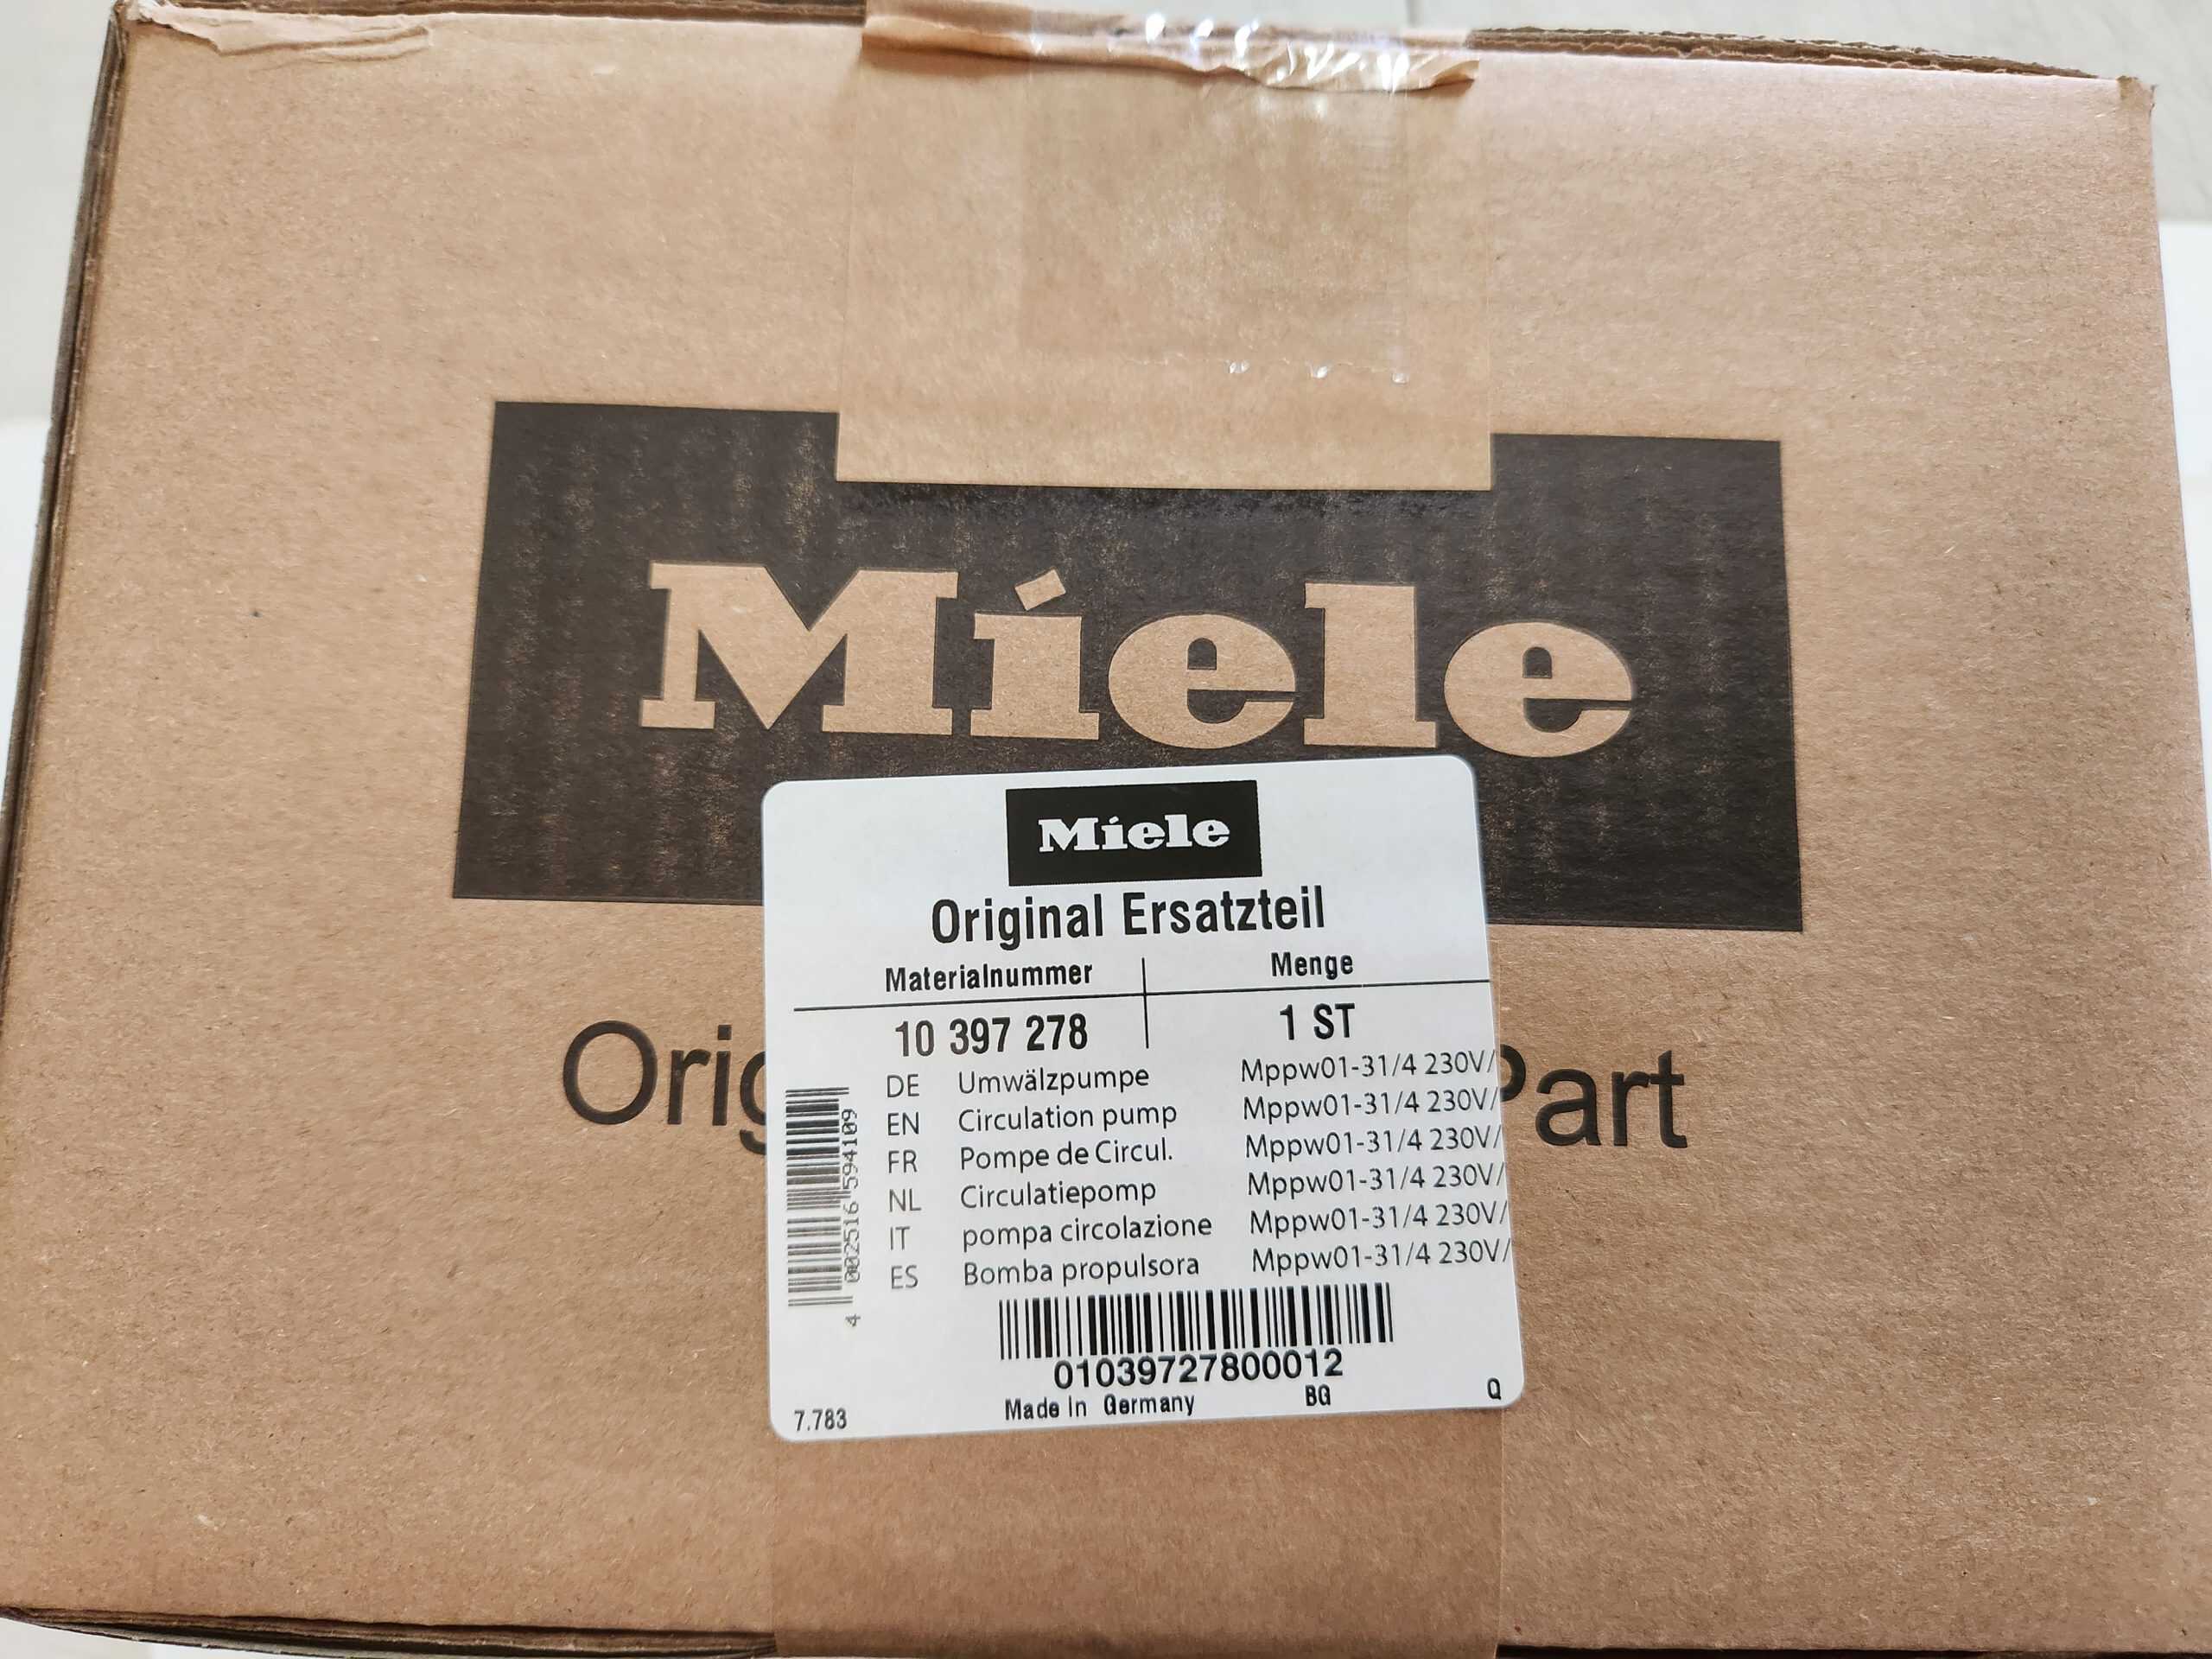 Miele
Miele
Original Ersatzteil
Materialnummer Menge
10 397 278 1 ST
Orig Part
DE Umwälzpumpe Mppw01-31/4 230V/
EN Circulation pump Mppw01-31/4 230V/
FR Pompe de Circul. Mppw01-31/4 230V/
NL Circulatiepomp Mppw01-31/4 230V/
IT pompa circolazione Mppw01-31/4 230V/
ES Bomba propulsora Mppw01-31/4 230V/
4 002516 594109
01039727800012
Made In Germany BG Q
7.783